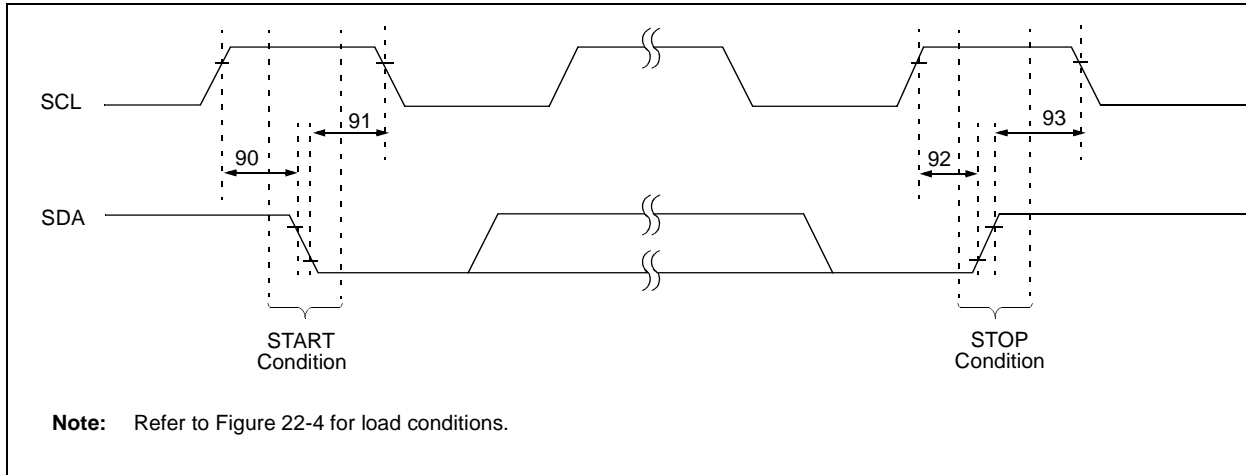 SCL
91
93
90
92
SDA
START
Condition
STOP
Condition
Note: Refer to Figure 22-4 for load conditions.